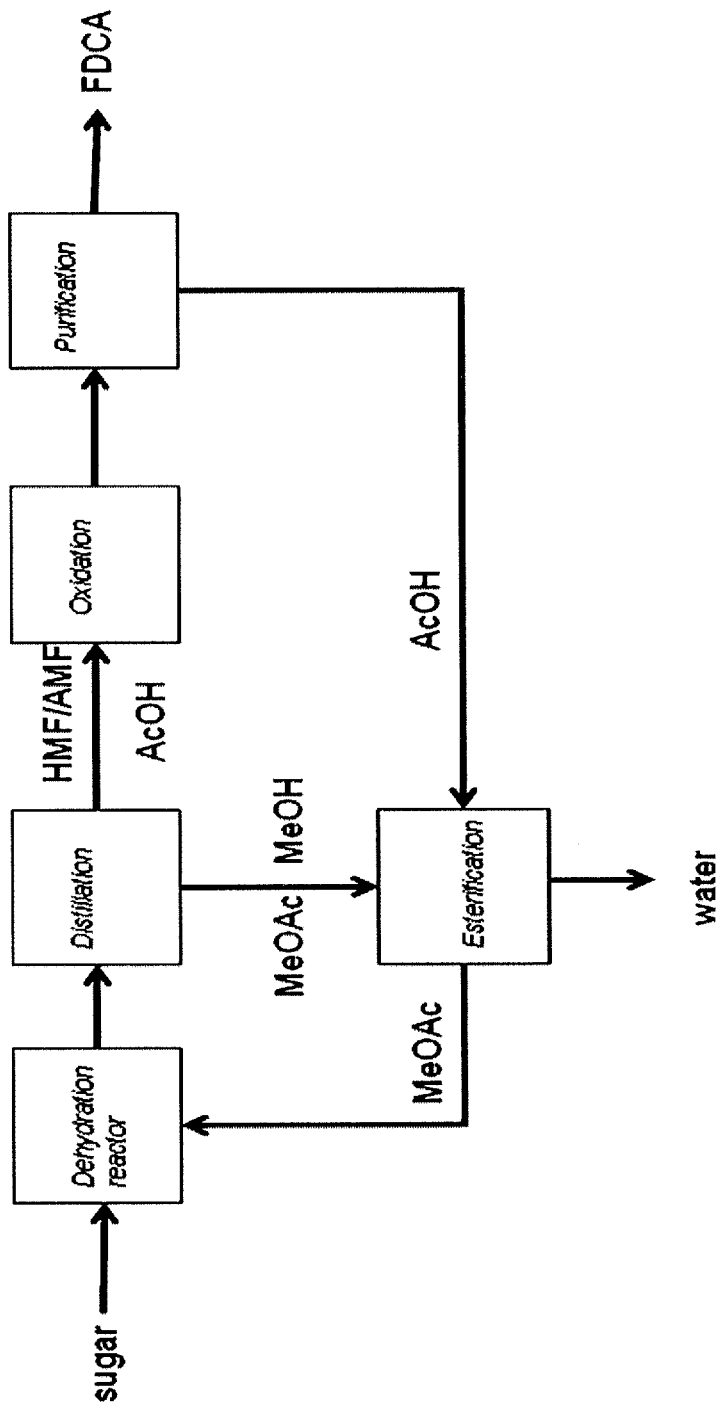 sugar
Dehydration
reactor
Distillation
HMF/AMF
AcOH
Oxidation
Purification
FDCA
MeOAc MeOH
AcOH
MeOAc
Esterification
water